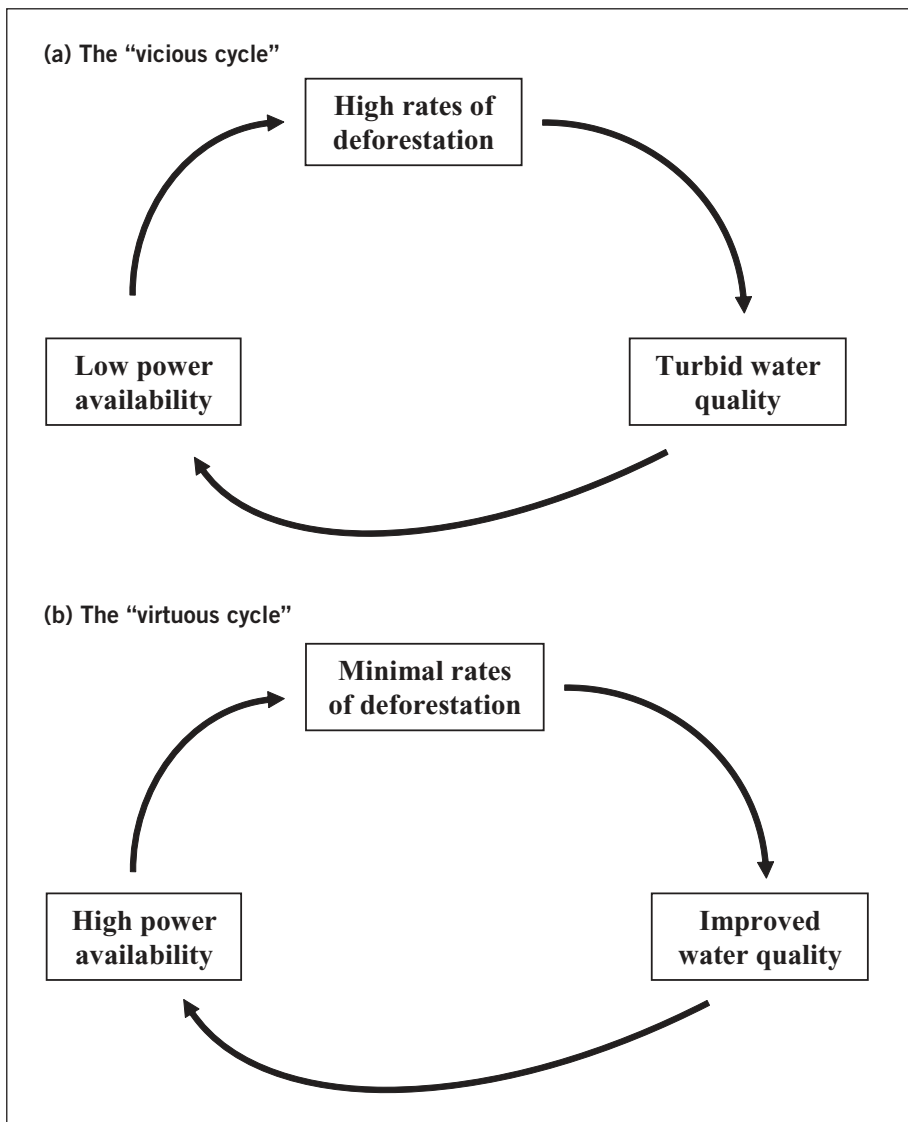 (a) The “vicious cycle”
High rates of
deforestation
Low power
availability
Turbid water
quality
(b) The “virtuous cycle”
Minimal rates
of deforestation
High power
availability
Improved
water quality